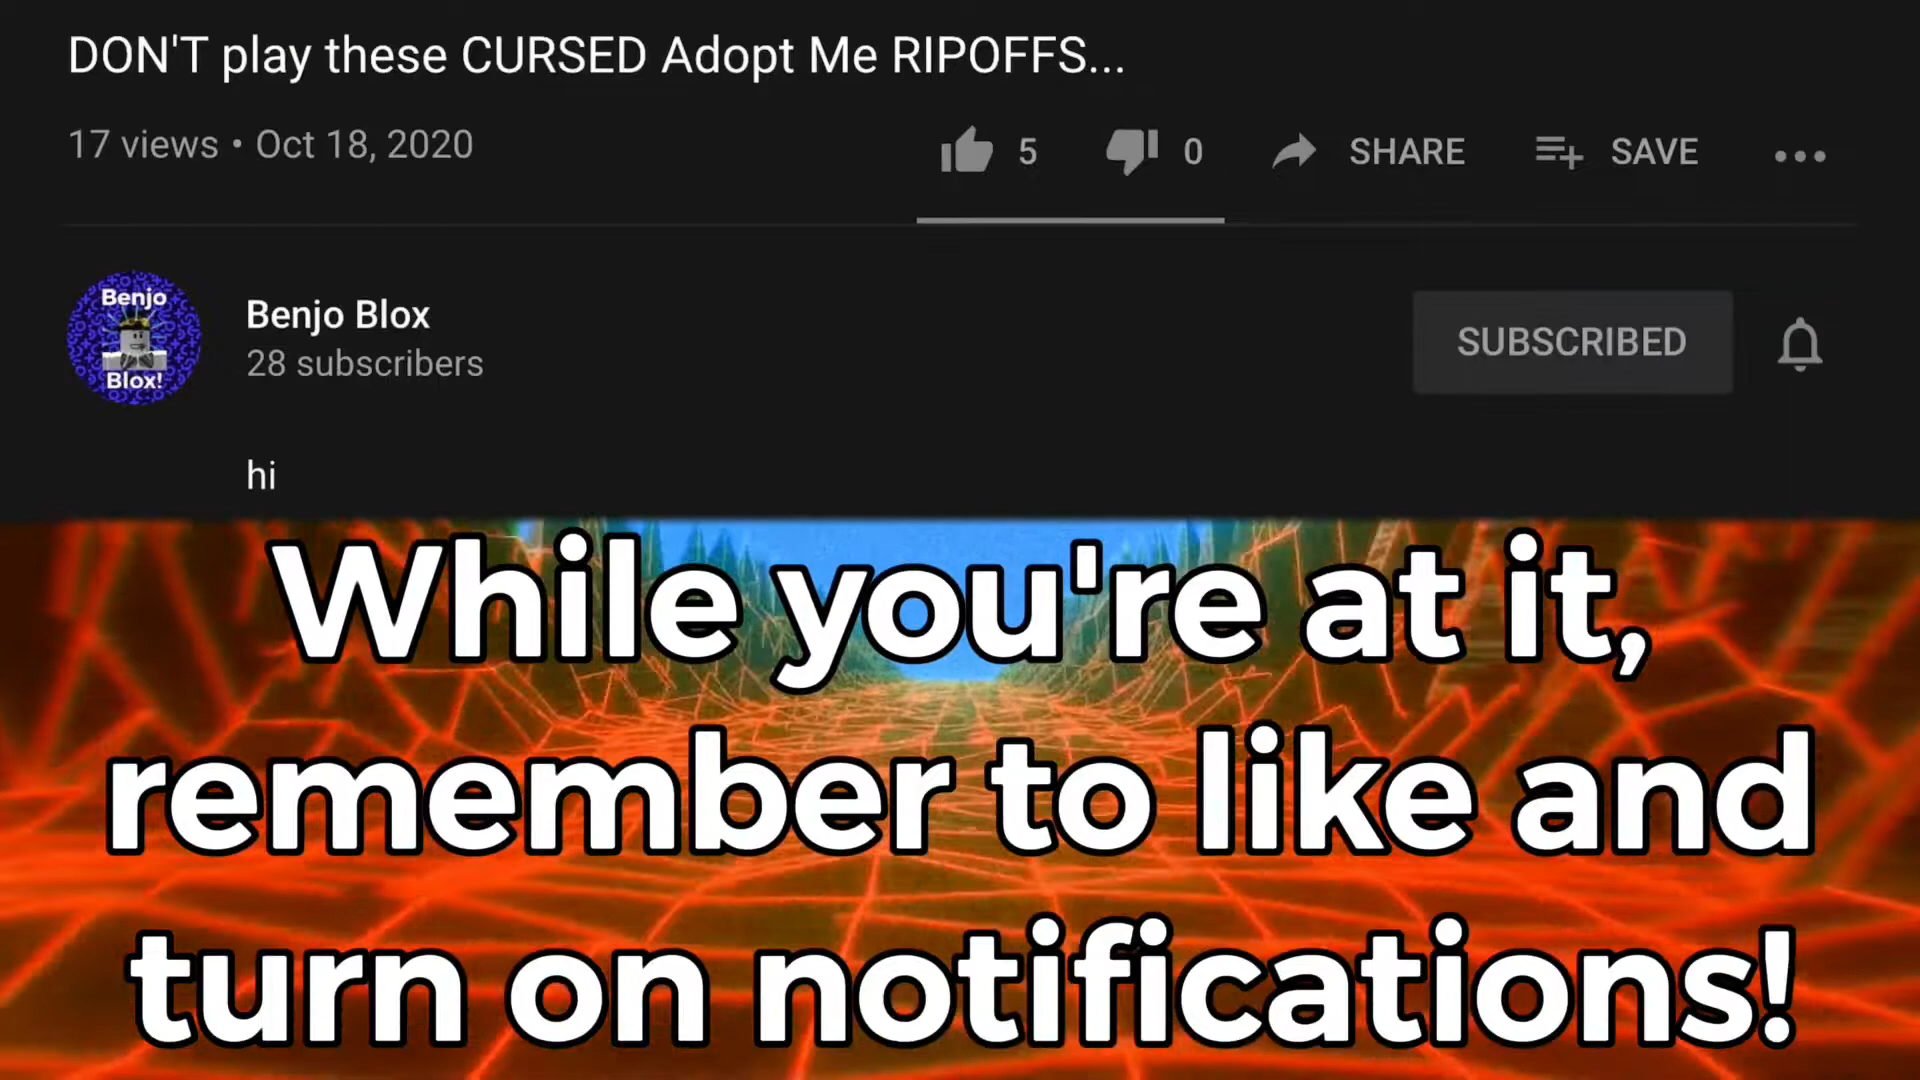 DON'T play these CURSED Adopt Me RIPOFFS...
17 views • Oct 18, 2020
5
0
SHARE
SAVE
Benjo
Blox!
Benjo Blox
28 subscribers
SUBSCRIBED
hi
While you're at it,
remember to like and
turn on notifications!